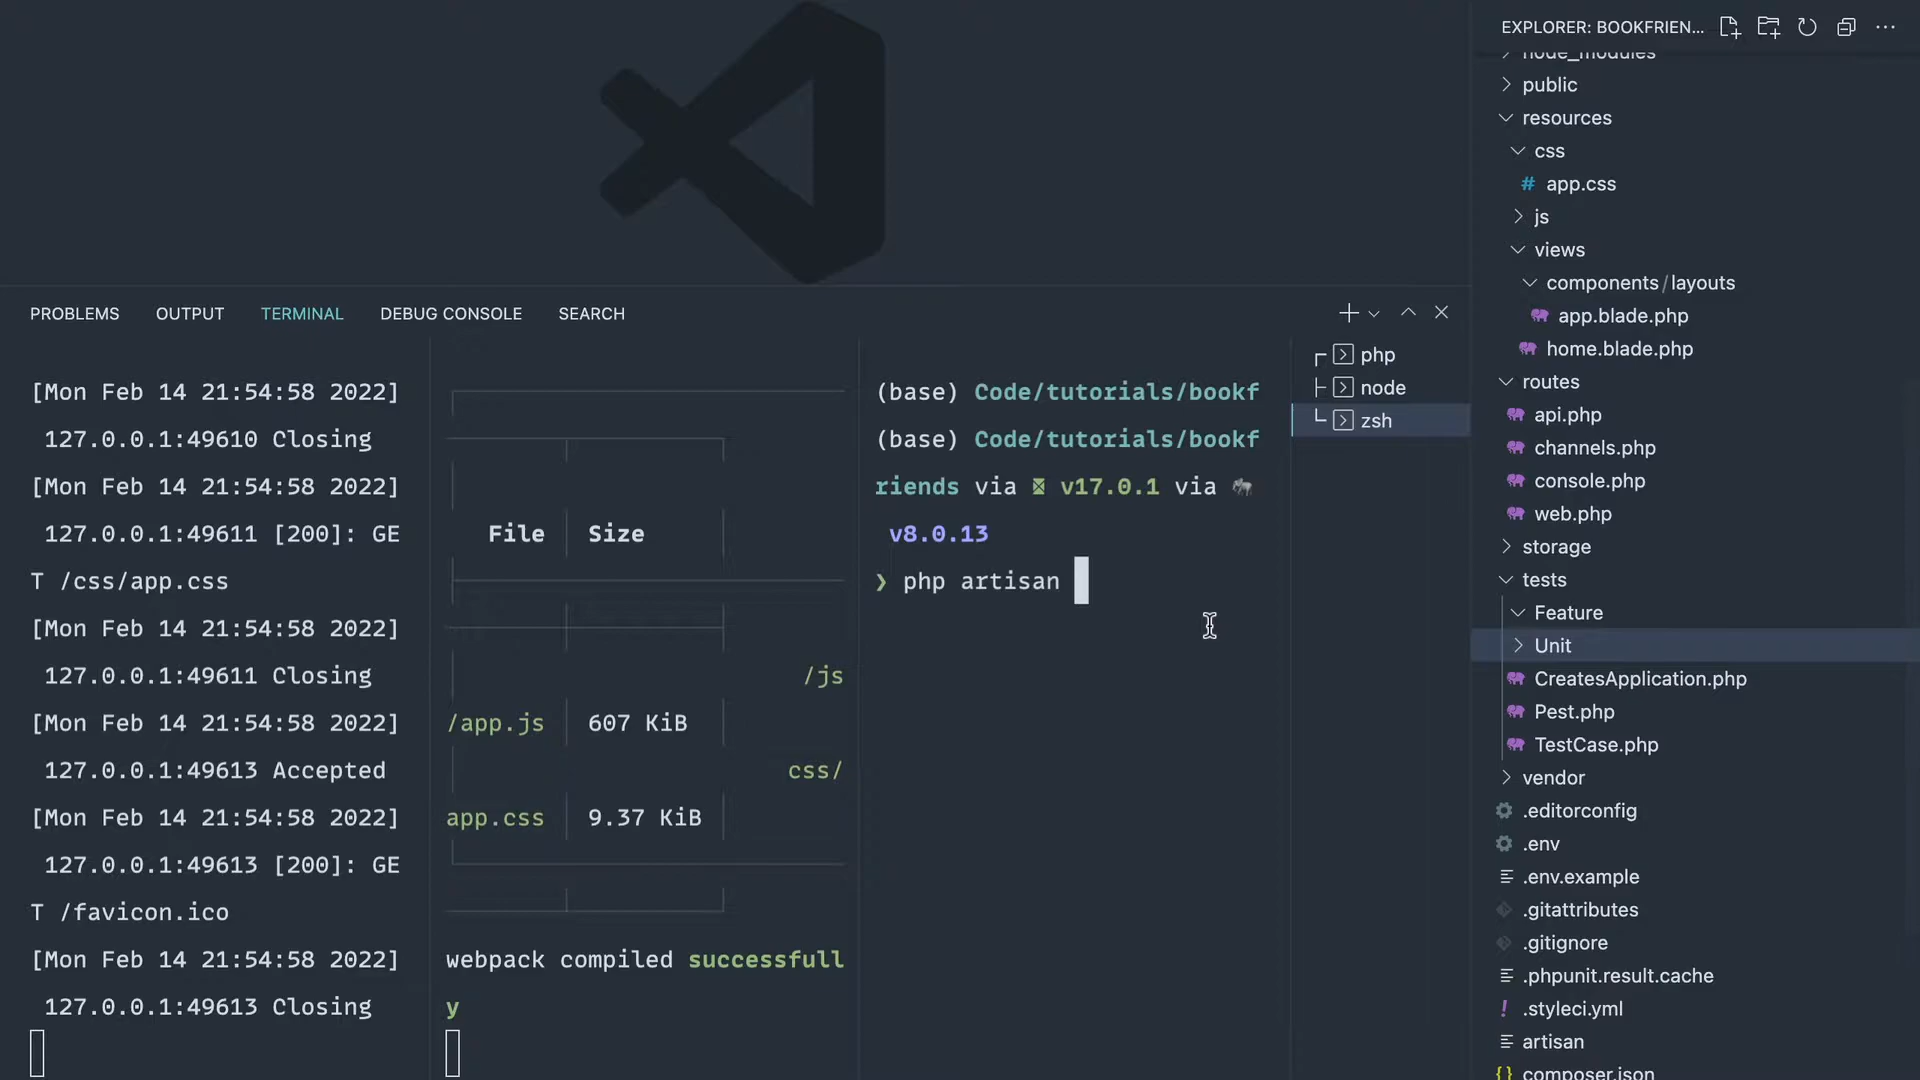 PROBLEMS OUTPUT TERMINAL DEBUG CONSOLE SEARCH
[Mon Feb 14 21:54:58 2022]
127.0.0.1:49610 Closing
[Mon Feb 14 21:54:58 2022]
127.0.0.1:49611 [200]: GE
T /css/app.css
[Mon Feb 14 21:54:58 2022]
127.0.0.1:49611 Closing
[Mon Feb 14 21:54:58 2022]
127.0.0.1:49613 Accepted
[Mon Feb 14 21:54:58 2022]
127.0.0.1:49613 [200]: GE
T /favicon.ico
[Mon Feb 14 21:54:58 2022]
127.0.0.1:49613 Closing
File Size
/js
/app.js 607 KiB
css/
app.css 9.37 KiB
webpack compiled successfull
y
(base) Code/tutorials/bookf
(base) Code/tutorials/bookf
riends via v17.0.1 via
v8.0.13
❯ php artisan
php
node
zsh
EXPLORER: BOOKFRIEN...
node_modules
public
resources
css
# app.css
js
views
components/layouts
app.blade.php
home.blade.php
routes
api.php
channels.php
console.php
web.php
storage
tests
Feature
Unit
CreatesApplication.php
Pest.php
TestCase.php
vendor
.editorconfig
.env
.env.example
.gitattributes
.gitignore
.phpunit.result.cache
! .styleci.yml
artisan
{} composer.json